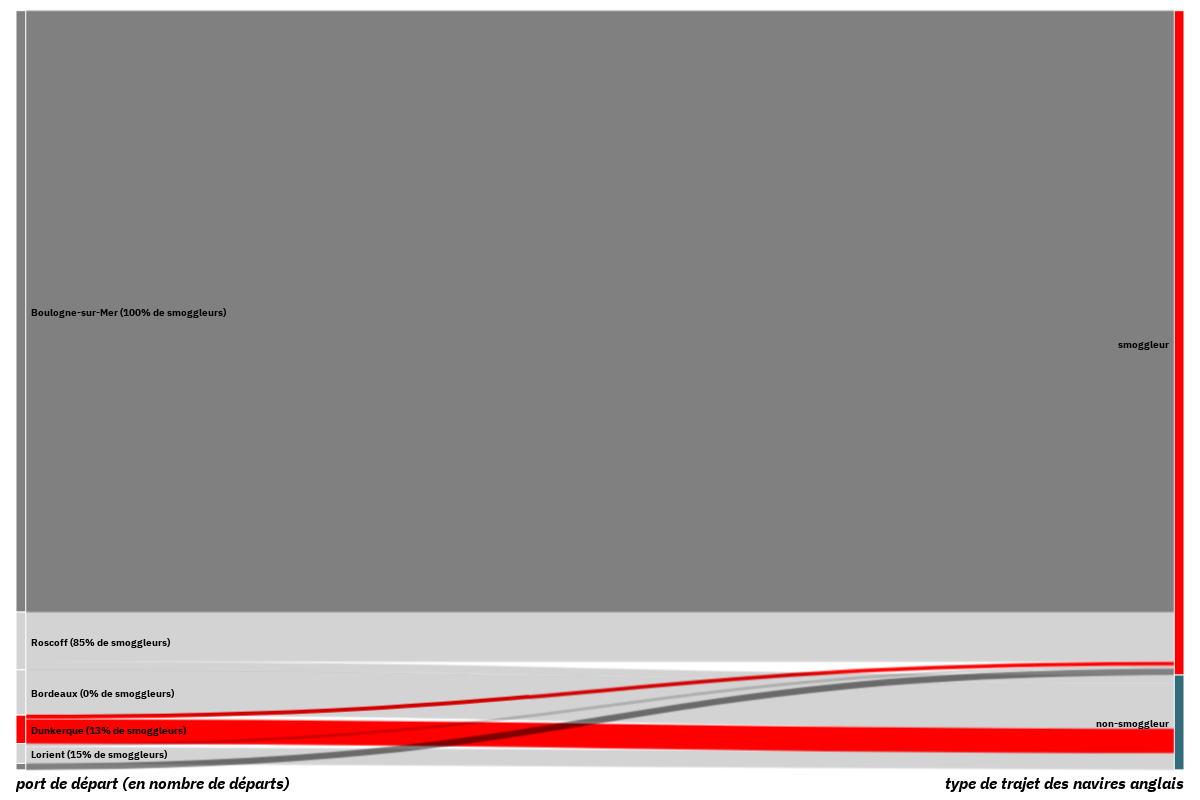 Boulogne-sur-Mer (100% de smoggleurs)
smoggleur
Roscoff (85% de smoggleurs)
Bordeaux (0% de smoggleurs)
non-smoggleur
Dunkerque (13% de smoggleurs)
Lorient (15% de smoggleurs)
port de départ (en nombre de départs)
type de trajet des navires anglais